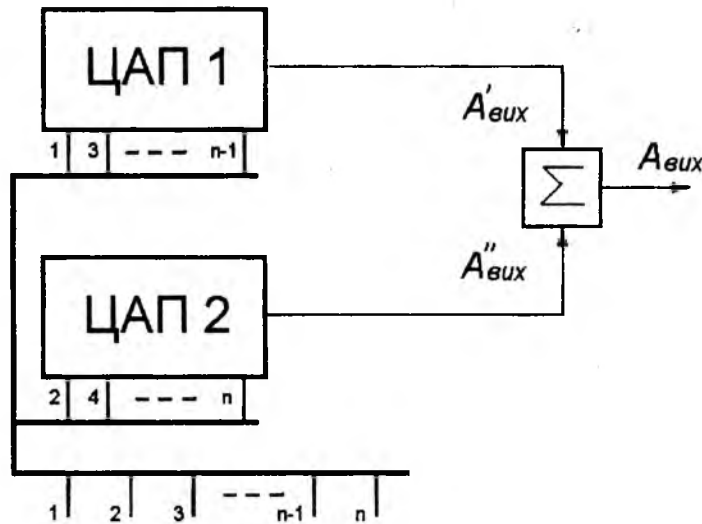 ЦАП 1
1 3 --- n-1
A'вих
Σ
Aвих
A''вих
ЦАП 2
2 4 --- n
1 2 3 --- n-1 n